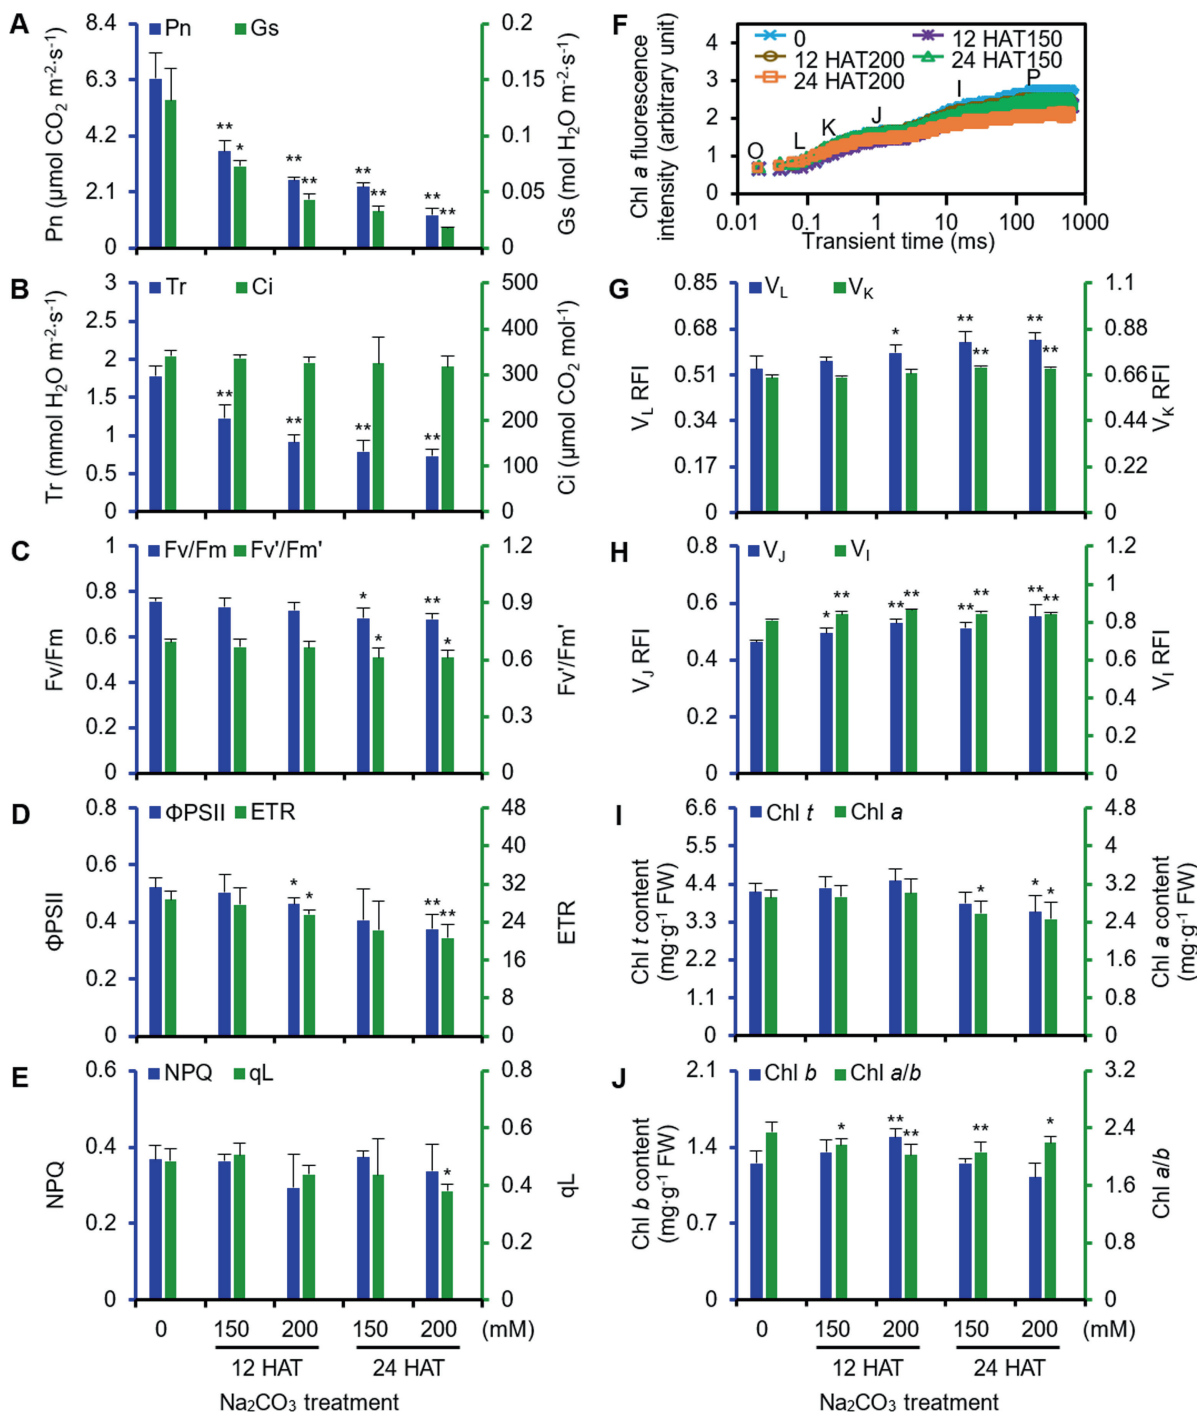 A
Pn Gs
8.4
6.3
4.2
2.1
0
Pn (µmol CO₂ m⁻²·s⁻¹)
** * ** ** ** ** ** **
0.2
0.15
0.1
0.05
0
Gs (mol H₂O m⁻²·s⁻¹)
B
Tr Ci
3
2.5
2
1.5
1
0.5
0
Tr (mmol H₂O m⁻²·s⁻¹)
** ** ** **
500
400
300
200
100
0
Ci (µmol CO₂ mol⁻¹)
C
Fv/Fm Fv'/Fm'
1
0.8
0.6
0.4
0.2
0
Fv/Fm
* * ** *
1.2
0.9
0.6
0.3
0
Fv'/Fm'
D
ΦPSII ETR
0.8
0.6
0.4
0.2
0
ΦPSII
* * ** **
48
40
32
24
16
8
0
ETR
E
NPQ qL
0.6
0.4
0.2
0
NPQ
*
0.8
0.6
0.4
0.2
0
qL
0 150 200 150 200 (mM)
12 HAT 24 HAT
Na₂CO₃ treatment
F
0 12 HAT150
12 HAT200 24 HAT150
24 HAT200
4
3
2
1
0
Chl a fluorescence
intensity (arbitrary unit)
O L K J I P
0.01 0.1 1 10 100 1000
Transient time (ms)
G
V_L V_K
0.85
0.68
0.51
0.34
0.17
0
V_L RFI
* ** ** ** **
1.1
0.88
0.66
0.44
0.22
0
V_K RFI
H
V_J V_I
0.8
0.6
0.4
0.2
0
V_J RFI
* ** ** ** ** ** ** **
1.2
1
0.8
0.6
0.4
0.2
0
V_I RFI
I
Chl t Chl a
6.6
5.5
4.4
3.3
2.2
1.1
0
Chl t content
(mg·g⁻¹ FW)
* * *
4.8
4
3.2
2.4
1.6
0.8
0
Chl a content
(mg·g⁻¹ FW)
J
Chl b Chl a/b
2.1
1.4
0.7
0
Chl b content
(mg·g⁻¹ FW)
* ** ** ** *
3.2
2.4
1.6
0.8
0
Chl a/b
0 150 200 150 200 (mM)
12 HAT 24 HAT
Na₂CO₃ treatment